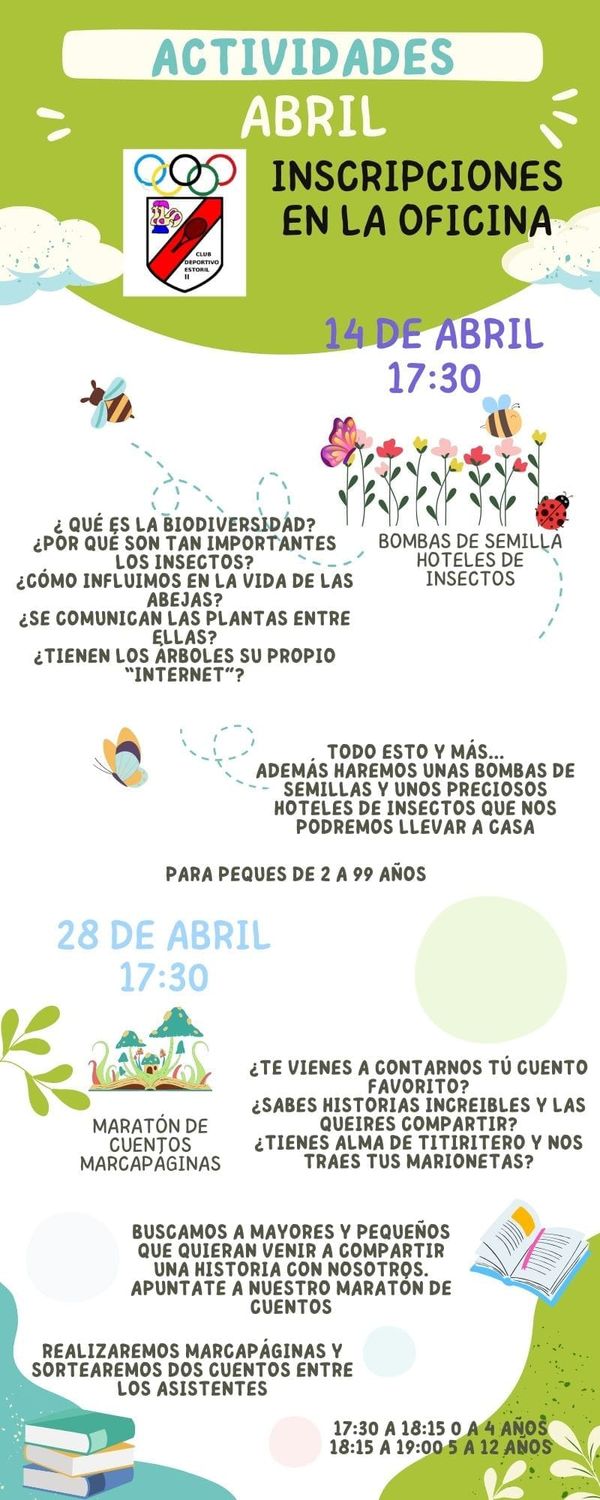 ACTIVIDADES
ABRIL
INSCRIPCIONES
EN LA OFICINA
CLUB
DEPORTIVO
ESTORIL
II
14 DE ABRIL
17:30
¿ QUÉ ES LA BIODIVERSIDAD?
¿POR QUÉ SON TAN IMPORTANTES
LOS INSECTOS?
¿CÓMO INFLUIMOS EN LA VIDA DE LAS
ABEJAS?
¿SE COMUNICAN LAS PLANTAS ENTRE
ELLAS?
¿TIENEN LOS ÁRBOLES SU PROPIO
“INTERNET”?
BOMBAS DE SEMILLA
HOTELES DE
INSECTOS
TODO ESTO Y MÁS...
ADEMÁS HAREMOS UNAS BOMBAS DE
SEMILLAS Y UNOS PRECIOSOS
HOTELES DE INSECTOS QUE NOS
PODREMOS LLEVAR A CASA
PARA PEQUES DE 2 A 99 AÑOS
28 DE ABRIL
17:30
MARATÓN DE
CUENTOS
MARCAPÁGINAS
¿TE VIENES A CONTARNOS TÚ CUENTO
FAVORITO?
¿SABES HISTORIAS INCREIBLES Y LAS
QUEIRES COMPARTIR?
¿TIENES ALMA DE TITIRITERO Y NOS
TRAES TUS MARIONETAS?
BUSCAMOS A MAYORES Y PEQUEÑOS
QUE QUIERAN VENIR A COMPARTIR
UNA HISTORIA CON NOSOTROS.
APUNTATE A NUESTRO MARATÓN DE
CUENTOS
REALIZAREMOS MARCAPÁGINAS Y
SORTEAREMOS DOS CUENTOS ENTRE
LOS ASISTENTES
17:30 A 18:15 0 A 4 AÑOS
18:15 A 19:00 5 A 12 AÑOS